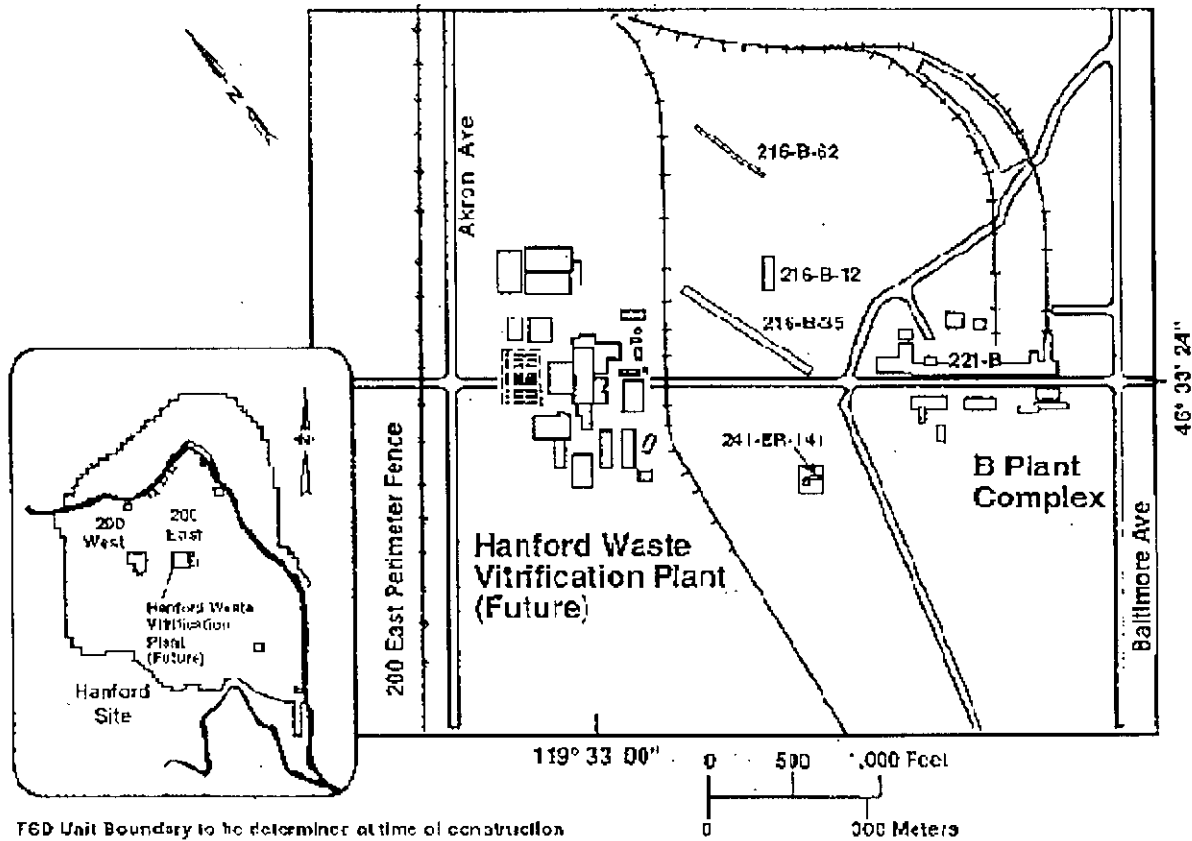 N
Akron Ave
216-B-62
216-B-12
216-B-35
221-B
46° 33' 24"
241-ER-141
B Plant
Complex
Hanford Waste
Vitrification Plant
(Future)
200 East Perimeter Fence
Baltimore Ave
N
200
West
200
East
Hanford Waste
Vitrification
Plant
(Future)
Hanford
Site
119° 33 00"
0 500 1,000 Feet
0 300 Meters
TSD Unit Boundary to be determined at time of construction